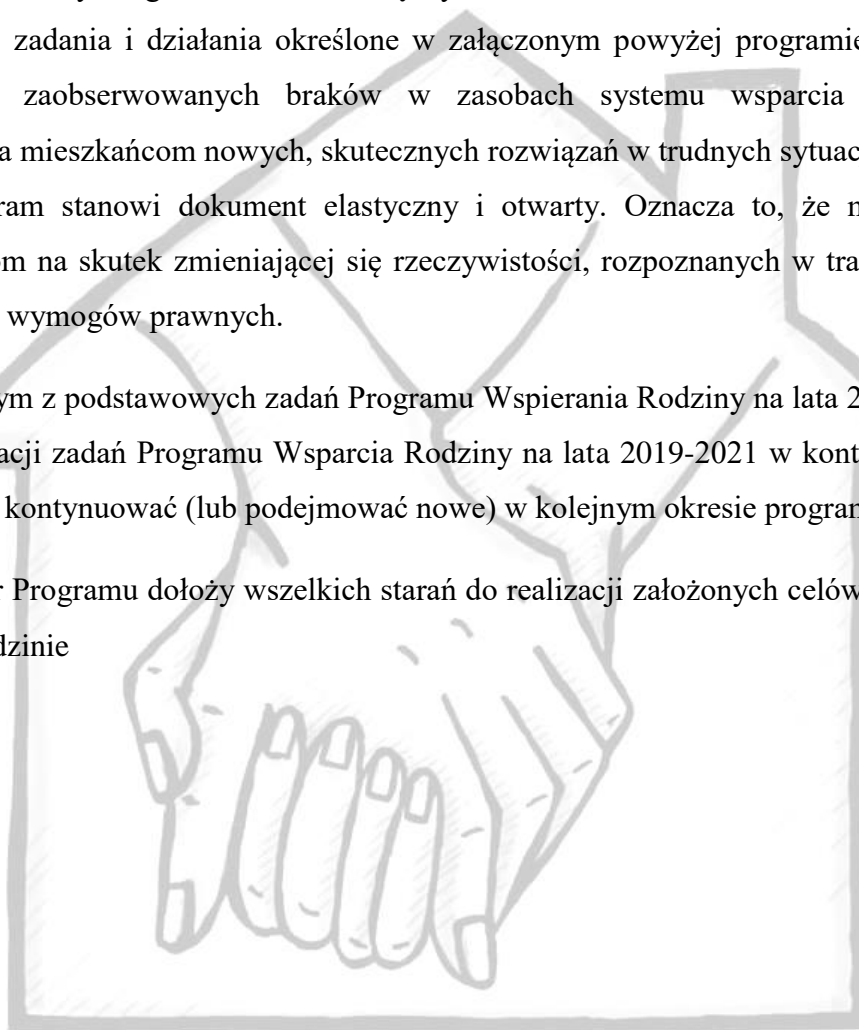 zadania i działania określone w załączonym powyżej programie
zaobserwowanych braków w zasobach systemu wsparcia
a mieszkańcom nowych, skutecznych rozwiązań w trudnych sytuac
ram stanowi dokument elastyczny i otwarty. Oznacza to, że
om na skutek zmieniającej się rzeczywistości, rozpoznanych w tra
wymogów prawnych.
ym z podstawowych zadań Programu Wspierania Rodziny na lata 2
acji zadań Programu Wsparcia Rodziny na lata 2019-2021 w kont
kontynuować (lub podejmować nowe) w kolejnym okresie program
r Programu dołoży wszelkich starań do realizacji założonych celów
dzinie